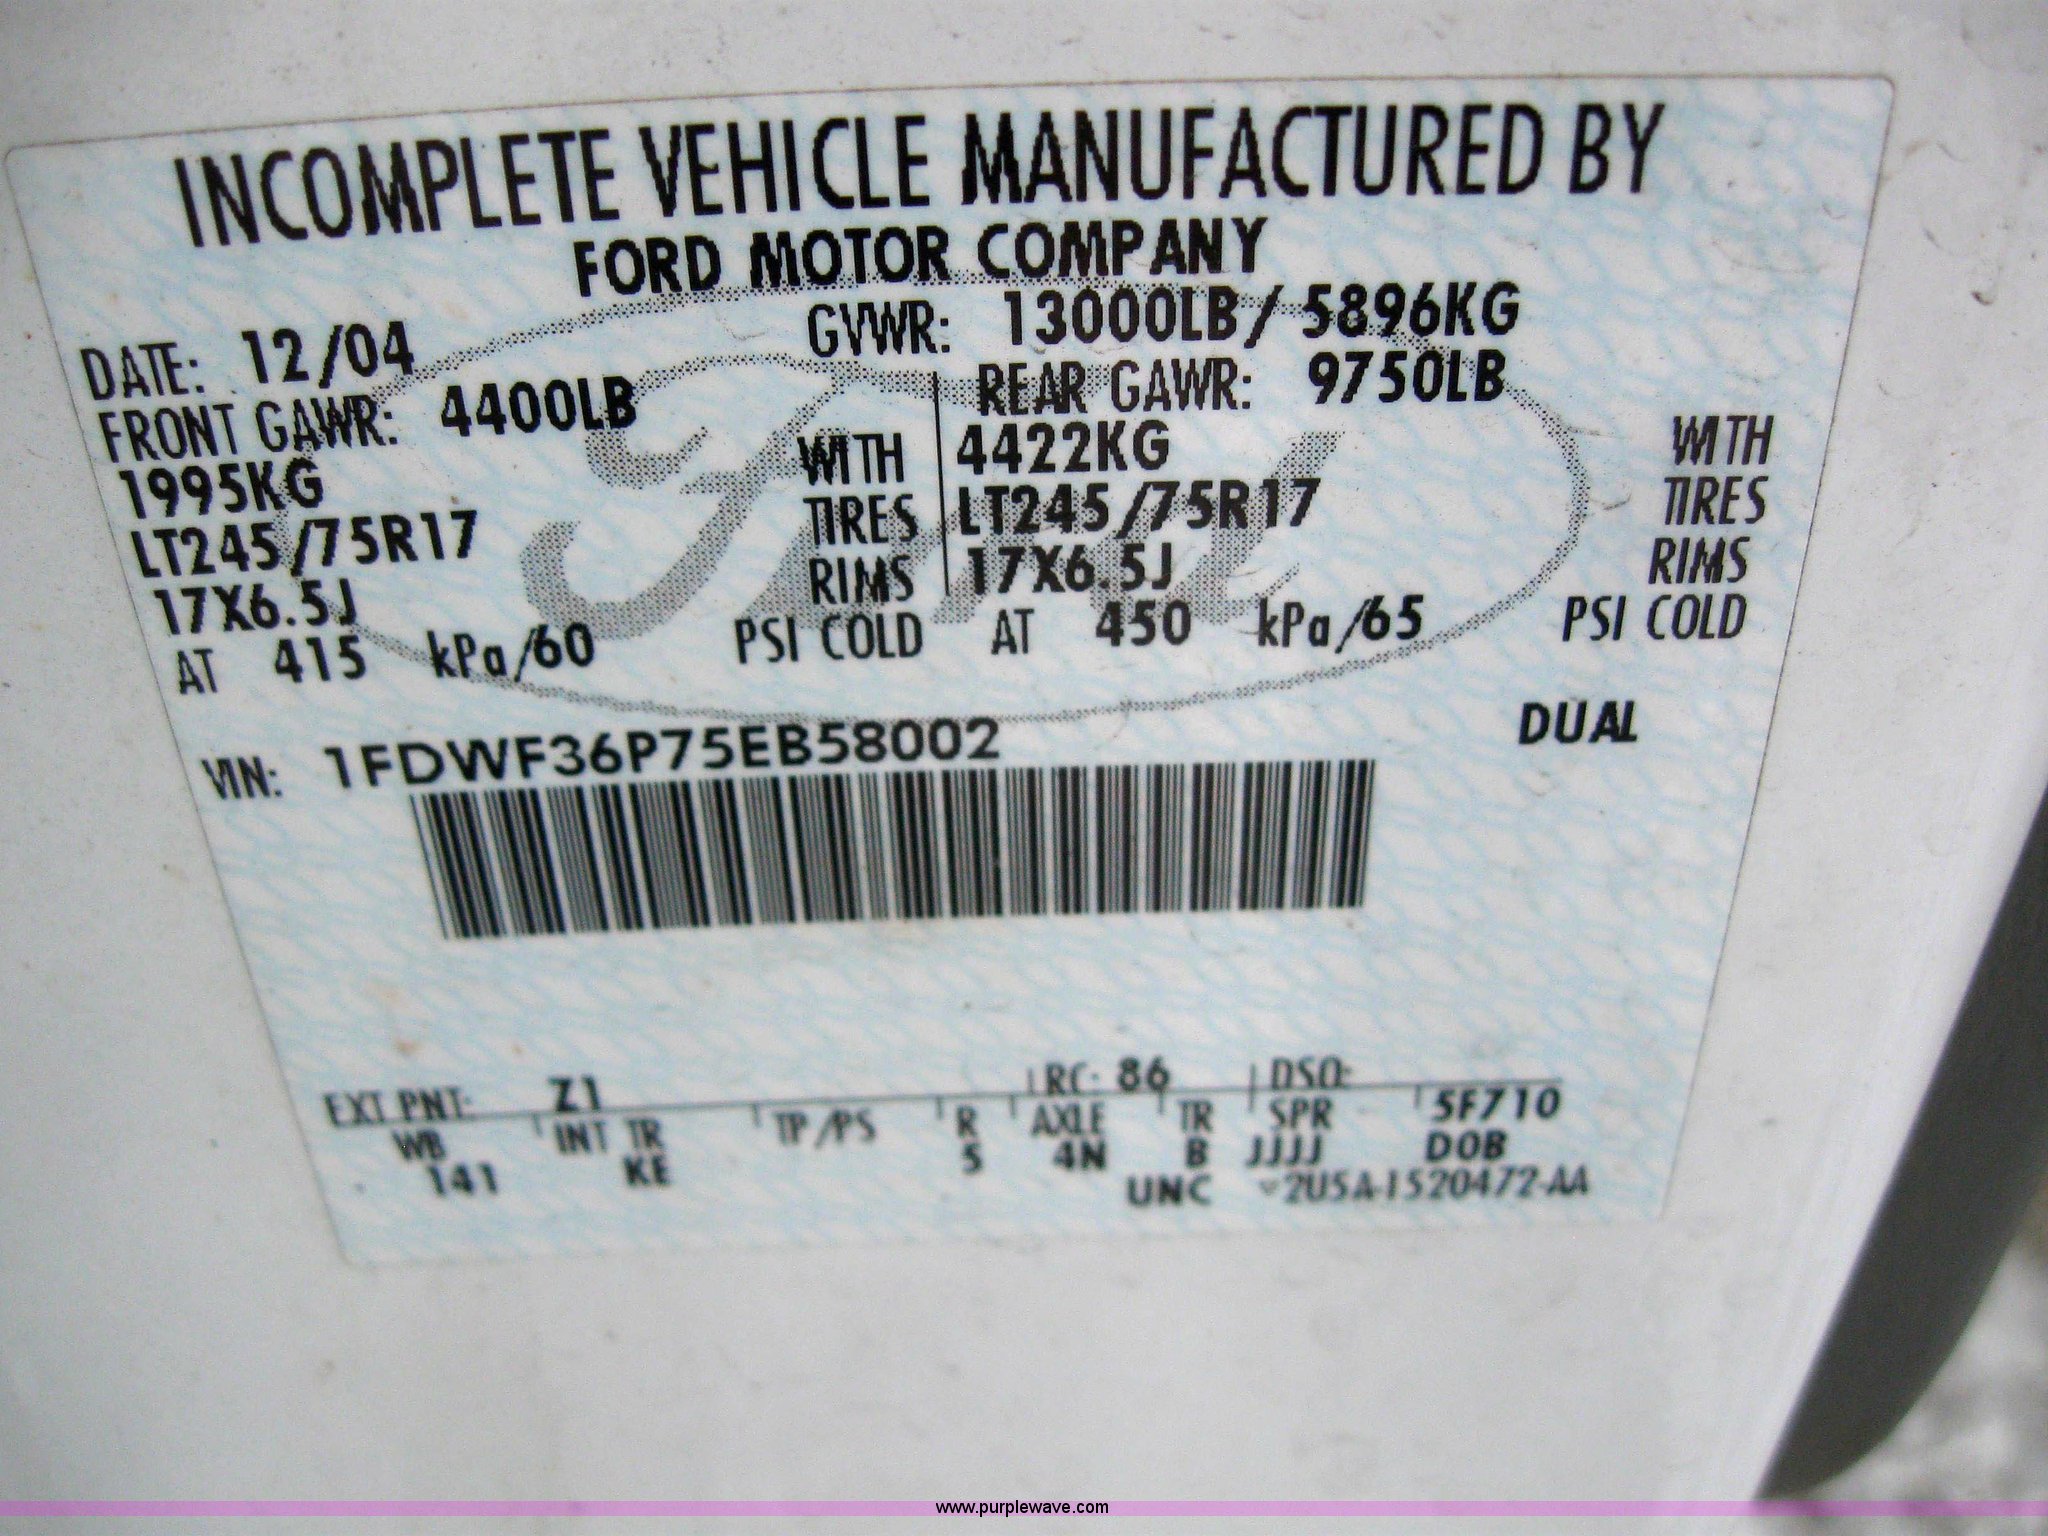 INCOMPLETE VEHICLE MANUFACTURED BY
FORD MOTOR COMPANY
DATE: 12/04 GVWR: 13000LB/ 5896KG
FRONT GAWR: 4400LB REAR GAWR: 9750LB
1995KG WITH 4422KG WITH
LT245/75R17 TIRES LT245/75R17 TIRES
17X6.5J RIMS 17X6.5J RIMS
AT 415 kPa/60 PSI COLD AT 450 kPa/65 PSI COLD
Ford
VIN: 1FDWF36P75EB58002 DUAL
EXT PNT: Z1 RC: 86 DSO:
WB INT TR TP/PS R AXLE TR SPR 5F710
141 KE 5 4N B JJJJ DOB
UNC ▼2U5A-1520472-AA
www.purplewave.com